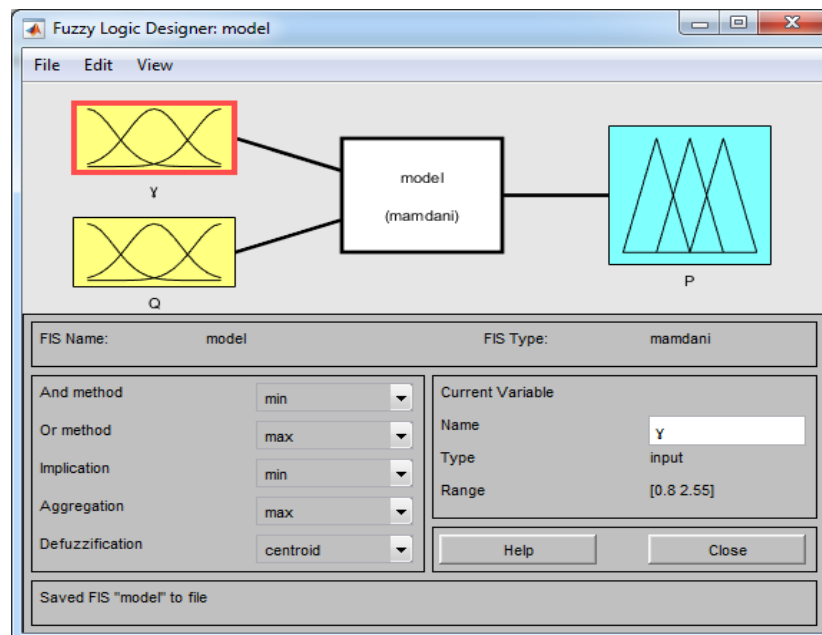 Fuzzy Logic Designer: model
File Edit View
ɣ
model
(mamdani)
Q
P
FIS Name: model FIS Type: mamdani
And method min
Or method max
Implication min
Aggregation max
Defuzzification centroid
Current Variable
Name ɣ
Type input
Range [0.8 2.55]
Help Close
Saved FIS "model" to file